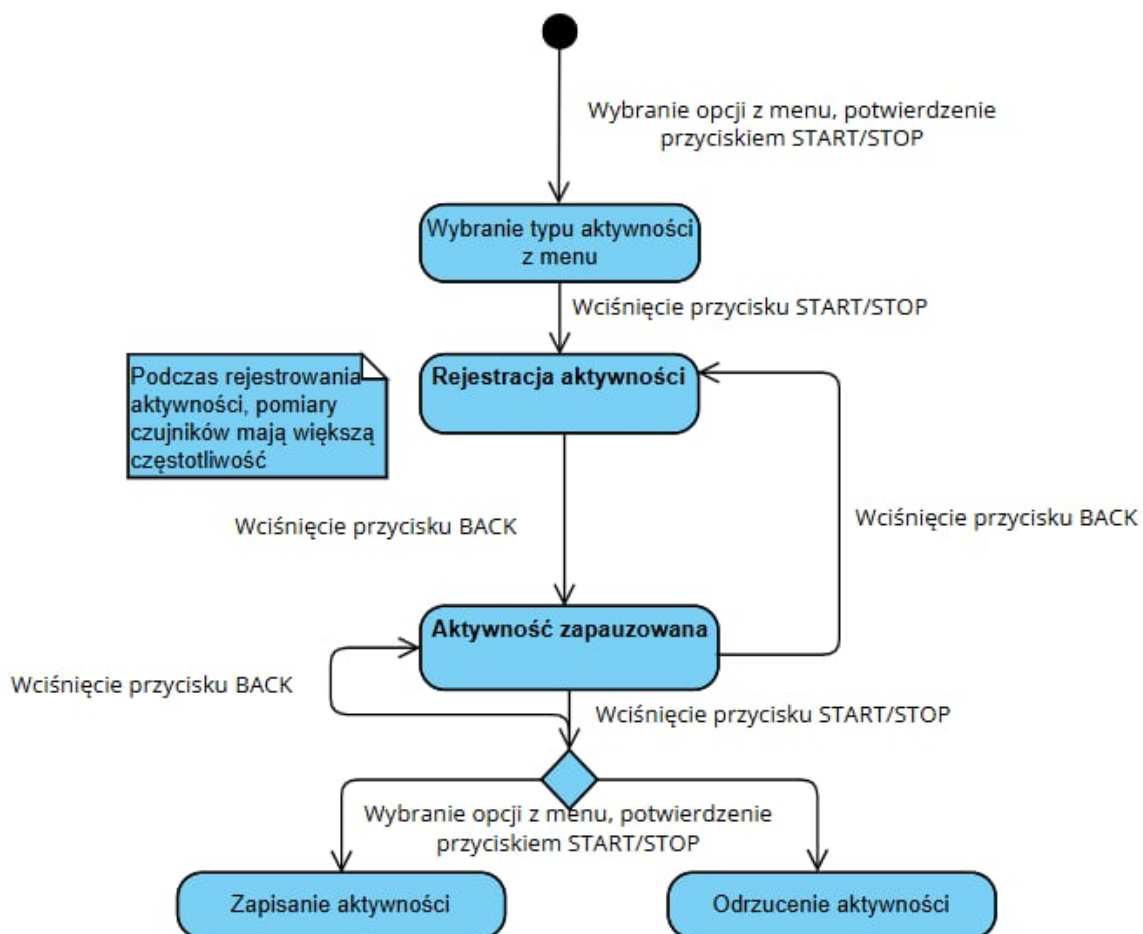 Wybranie opcji z menu, potwierdzenie
przyciskiem START/STOP
Wybranie typu aktywności
z menu
Wciśnięcie przycisku START/STOP
Podczas rejestrowania
aktywności, pomiary
czujników mają większą
częstotliwość
Rejestracja aktywności
Wciśnięcie przycisku BACK
Wciśnięcie przycisku BACK
Aktywność zapauzowana
Wciśnięcie przycisku BACK
Wciśnięcie przycisku START/STOP
Wybranie opcji z menu, potwierdzenie
przyciskiem START/STOP
Zapisanie aktywności
Odrzucenie aktywności